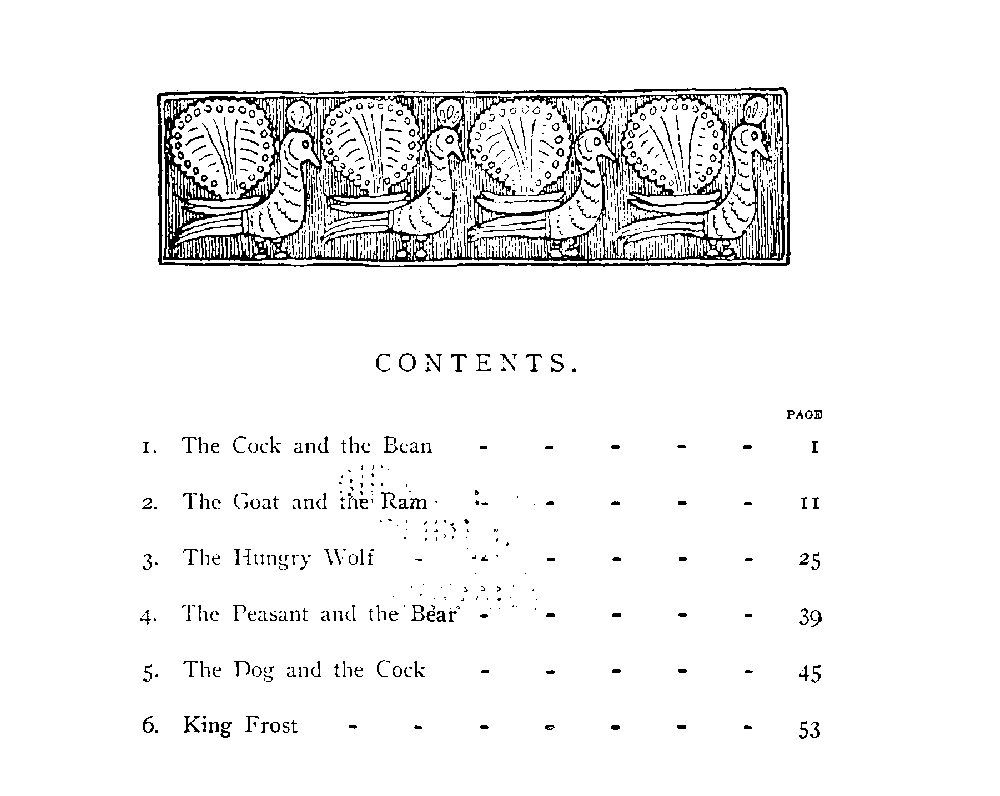 CONTENTS.
PAGE
1. The Cock and the Bean - - - - - 1
2. The Goat and the Ram - - - - - 11
3. The Hungry Wolf - - - - - - 25
4. The Peasant and the Bear - - - - - 39
5. The Dog and the Cock - - - - - 45
6. King Frost - - - - - - - 53